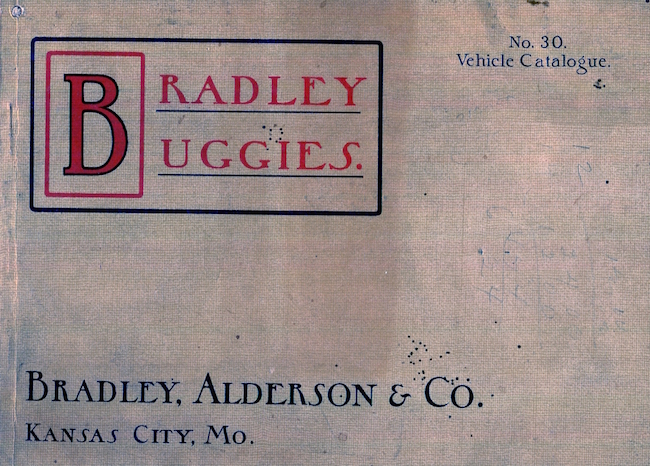 BRADLEY
BUGGIES.
No. 30.
Vehicle Catalogue.
BRADLEY, ALDERSON & CO.
KANSAS CITY, MO.